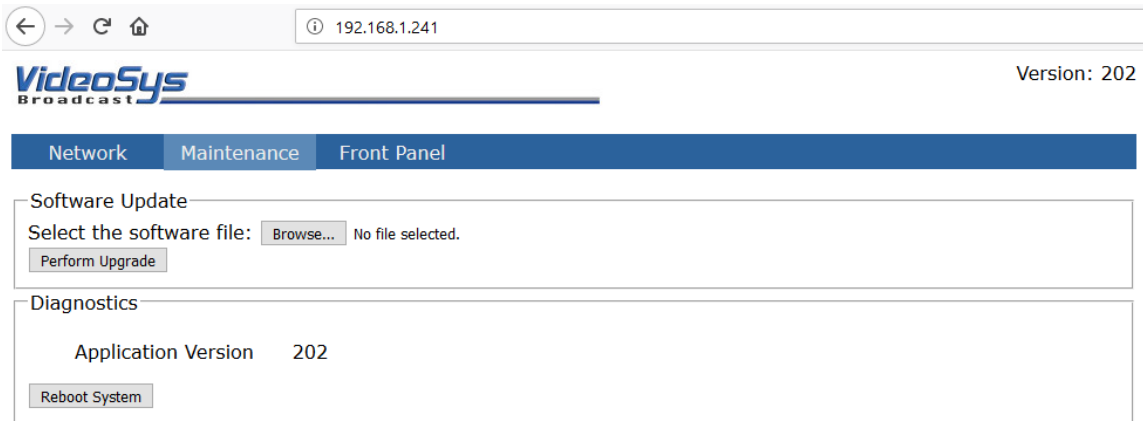 192.168.1.241
VideoSys
Broadcast
Version: 202
Network Maintenance Front Panel
Software Update
Select the software file: Browse... No file selected.
Perform Upgrade
Diagnostics
Application Version 202
Reboot System